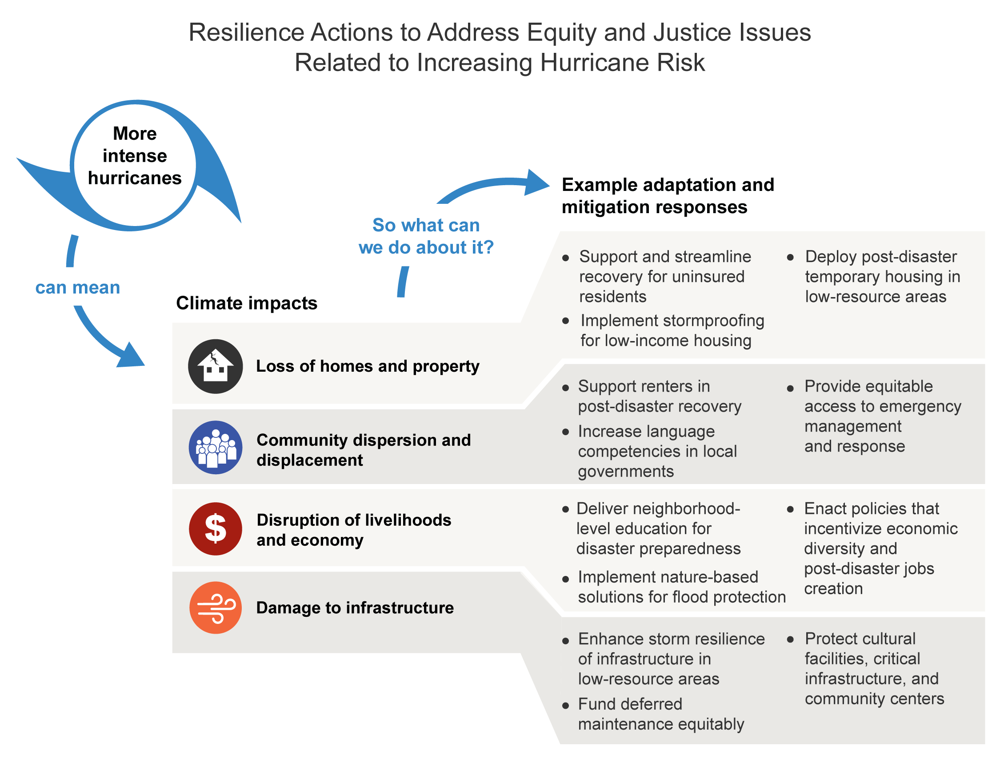 Resilience Actions to Address Equity and Justice Issues
Related to Increasing Hurricane Risk
More
intense
hurricanes
can mean
Climate impacts
So what can
we do about it?
Example adaptation and
mitigation responses
Loss of homes and property
• Support and streamline
recovery for uninsured
residents
• Implement stormproofing
for low-income housing
• Deploy post-disaster
temporary housing in
low-resource areas
Community dispersion and
displacement
• Support renters in
post-disaster recovery
• Increase language
competencies in local
governments
• Provide equitable
access to emergency
management
and response
$
Disruption of livelihoods
and economy
• Deliver neighborhood-
level education for
disaster preparedness
• Implement nature-based
solutions for flood protection
• Enact policies that
incentivize economic
diversity and
post-disaster jobs
creation
Damage to infrastructure
• Enhance storm resilience
of infrastructure in
low-resource areas
• Fund deferred
maintenance equitably
• Protect cultural
facilities, critical
infrastructure, and
community centers